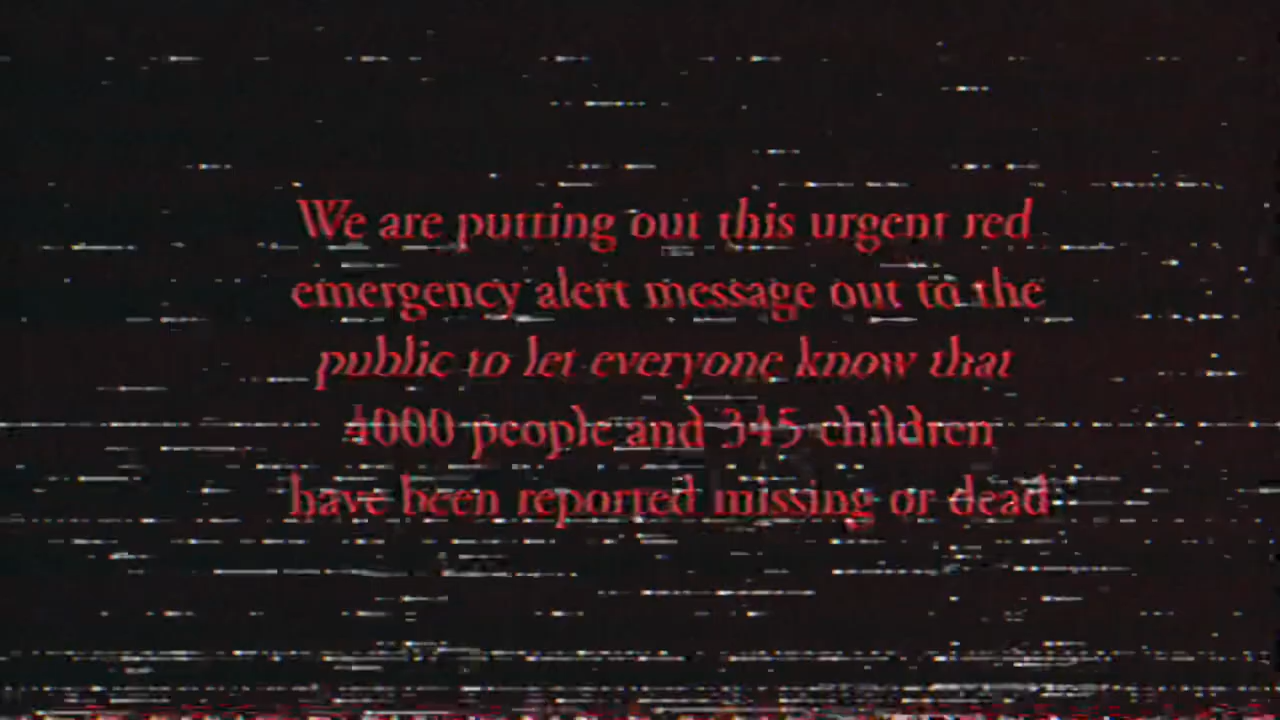 We are putting out this urgent red
emergency alert message out to the
public to let everyone know that
4000 people and 345 children
have been reported missing or dead